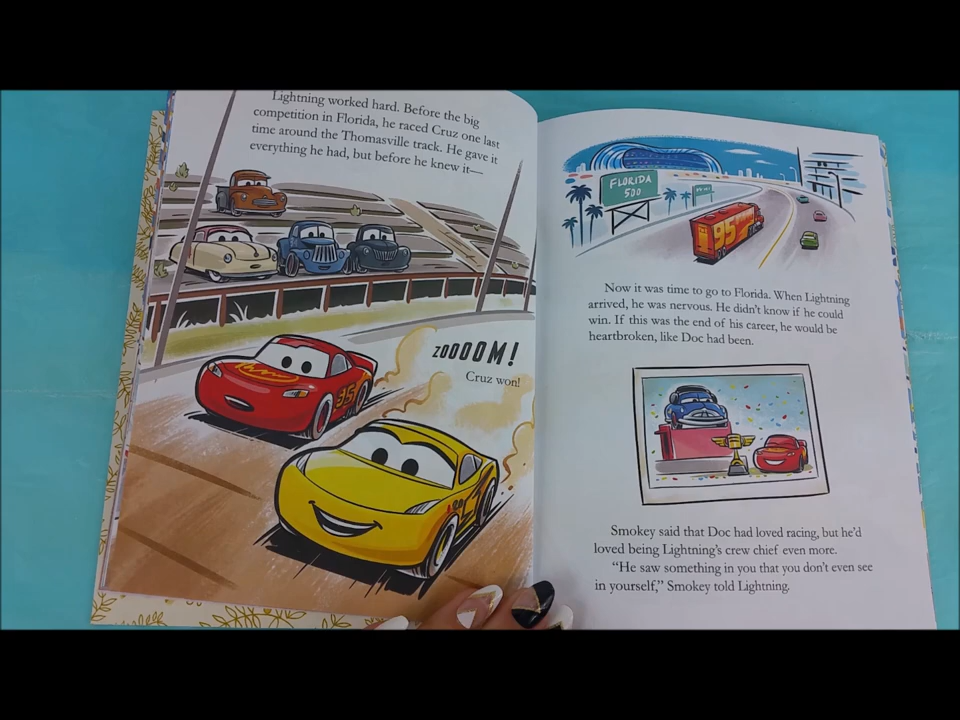 Lightning worked hard. Before the big
competition in Florida, he raced Cruz one last
time around the Thomasville track. He gave it
everything he had, but before he knew it—
ZOOOOM!
Cruz won!
95
FLORIDA
500
95
Now it was time to go to Florida. When Lightning
arrived, he was nervous. He didn't know if he could
win. If this was the end of his career, he would be
heartbroken, like Doc had been.
Smokey said that Doc had loved racing, but he'd
loved being Lightning's crew chief even more.
"He saw something in you that you don't even see
in yourself," Smokey told Lightning.